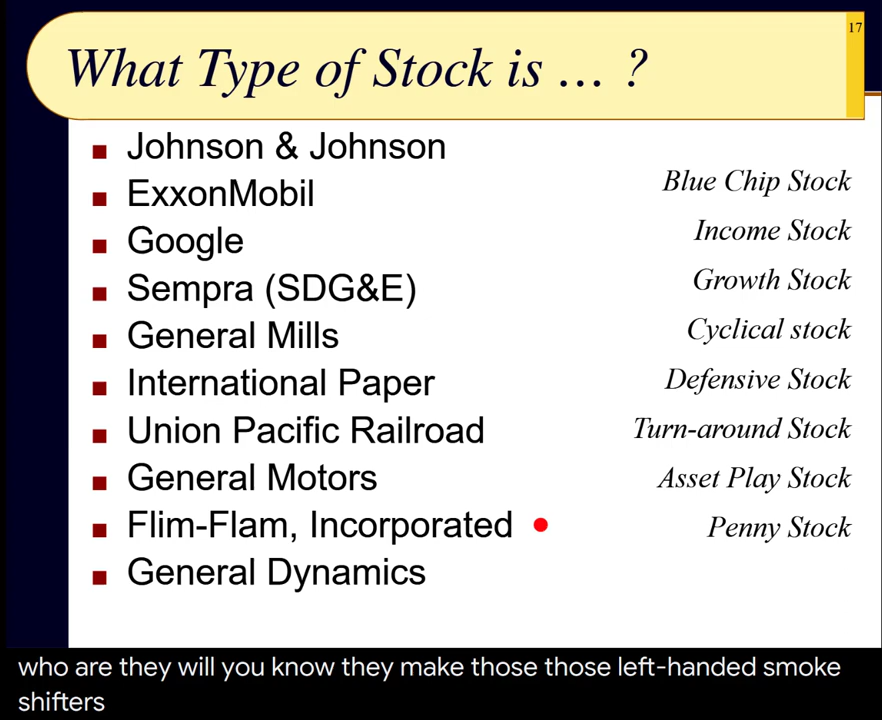 17
What Type of Stock is … ?
Johnson & Johnson
ExxonMobil
Google
Sempra (SDG&E)
General Mills
International Paper
Union Pacific Railroad
General Motors
Flim-Flam, Incorporated
General Dynamics
Blue Chip Stock
Income Stock
Growth Stock
Cyclical stock
Defensive Stock
Turn-around Stock
Asset Play Stock
Penny Stock
who are they will you know they make those those left-handed smoke
shifters